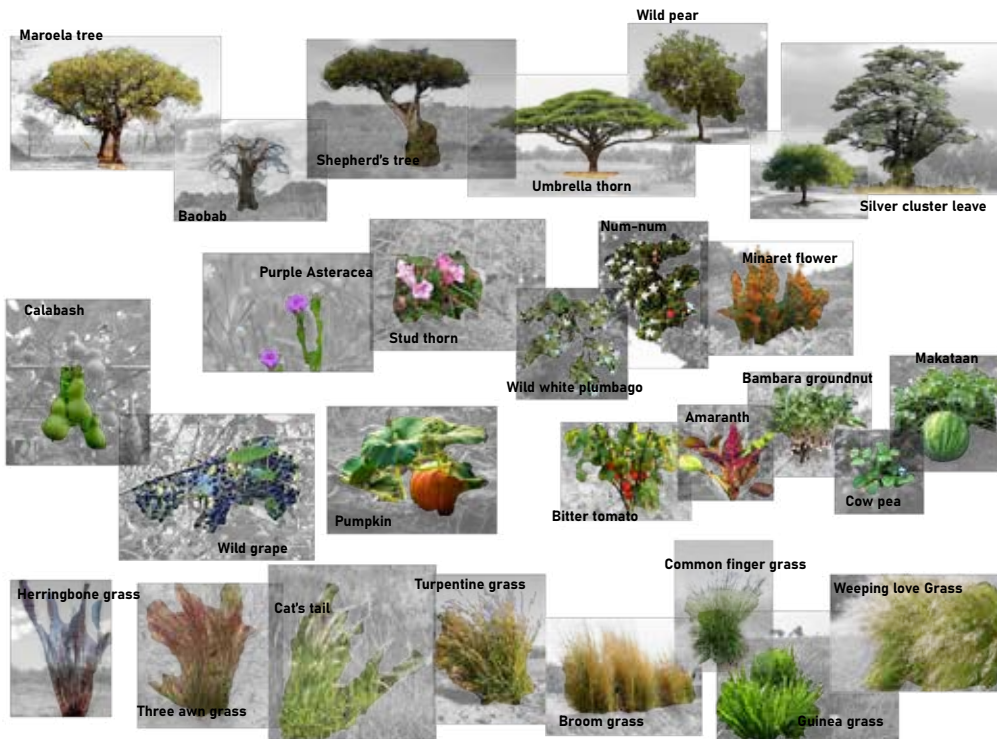 Maroela tree
Baobab
Shepherd's tree
Umbrella thorn
Wild pear
Silver cluster leave
Purple Asteracea
Stud thorn
Num-num
Wild white plumbago
Minaret flower
Calabash
Wild grape
Pumpkin
Bitter tomato
Amaranth
Bambara groundnut
Cow pea
Makataan
Herringbone grass
Three awn grass
Cat's tail
Turpentine grass
Broom grass
Common finger grass
Guinea grass
Weeping love Grass